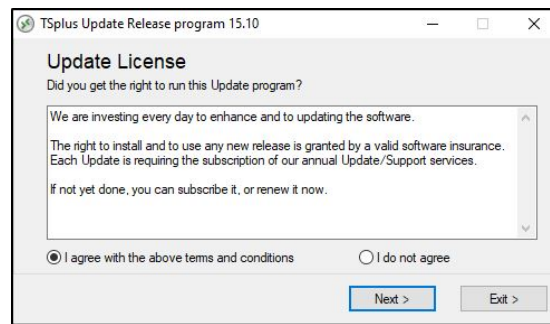 TSplus Update Release program 15.10
Update License
Did you get the right to run this Update program?
We are investing every day to enhance and to updating the software.
The right to install and to use any new release is granted by a valid software insurance.
Each Update is requiring the subscription of our annual Update/Support services.
If not yet done, you can subscribe it, or renew it now.
I agree with the above terms and conditions
I do not agree
Next >
Exit >